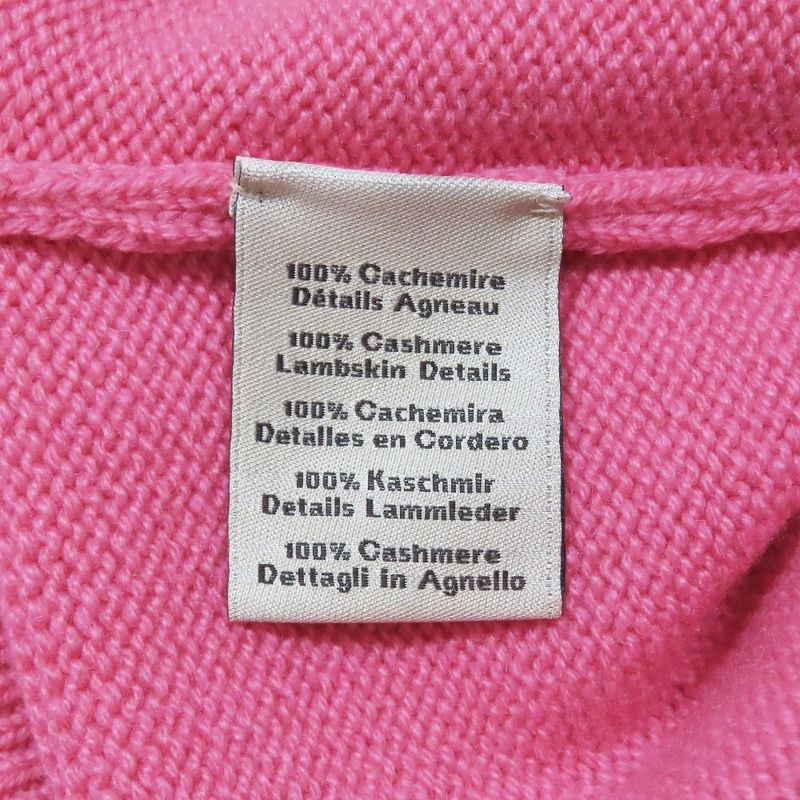 100% Cachemire
Détails Agneau
100% Cashmere
Lambskin Details
100% Cachemira
Detalles en Cordero
100% Kaschmir
Details Lammleder
100% Cashmere
Dettagli in Agnello